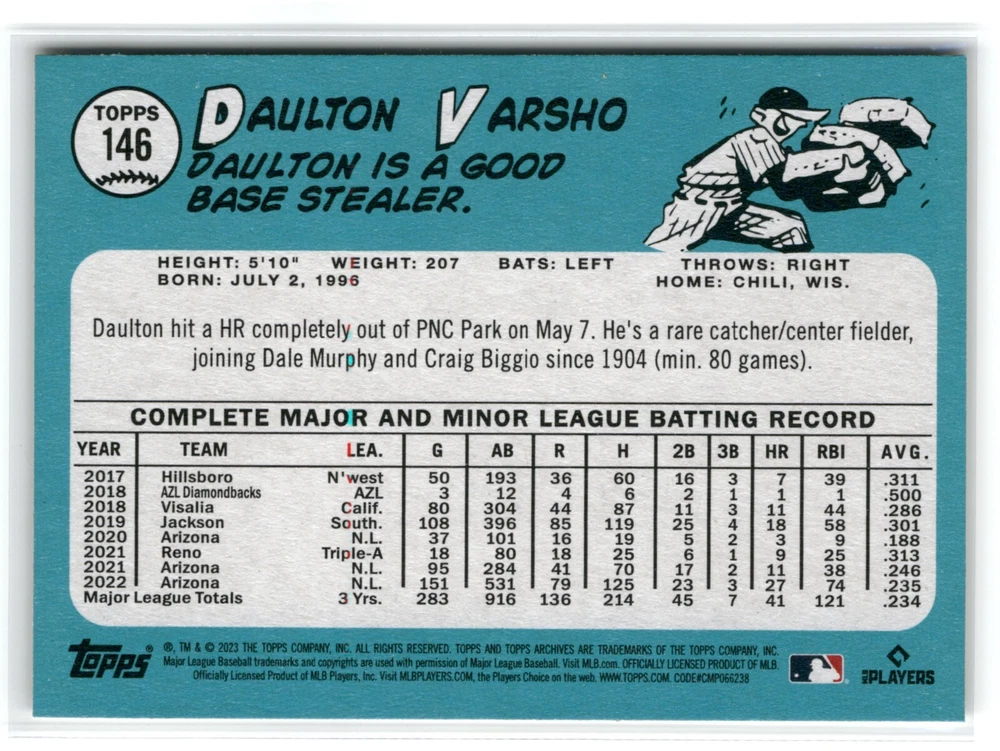 TOPPS
146
DAULTON VARSHO
DAULTON IS A GOOD
BASE STEALER.
HEIGHT: 5'10" WEIGHT: 207 BATS: LEFT THROWS: RIGHT
BORN: JULY 2, 1996 HOME: CHILI, WIS.
Daulton hit a HR completely out of PNC Park on May 7. He's a rare catcher/center fielder,
joining Dale Murphy and Craig Biggio since 1904 (min. 80 games).
COMPLETE MAJOR AND MINOR LEAGUE BATTING RECORD
YEAR TEAM LEA. G AB R H 2B 3B HR RBI AVG.
2017 Hillsboro N'west 50 193 36 60 16 3 7 39 .311
2018 AZL Diamondbacks AZL 3 12 4 6 2 1 1 1 .500
2018 Visalia Calif. 80 304 44 87 11 3 11 44 .286
2019 Jackson South. 108 396 85 119 25 4 18 58 .301
2020 Arizona N.L. 37 101 16 19 5 2 3 9 .188
2021 Reno Triple-A 18 80 18 25 6 1 9 25 .313
2021 Arizona N.L. 95 284 41 70 17 2 11 38 .246
2022 Arizona N.L. 151 531 79 125 23 3 27 74 .235
Major League Totals 3 Yrs. 283 916 136 214 45 7 41 121 .234
topps® ®, TM & © 2023 THE TOPPS COMPANY, INC. ALL RIGHTS RESERVED. TOPPS AND TOPPS ARCHIVES ARE TRADEMARKS OF THE TOPPS COMPANY, INC.
Major League Baseball trademarks and copyrights are used with permission of Major League Baseball. Visit MLB.com. OFFICIALLY LICENSED PRODUCT OF MLB.
Officially Licensed Product of MLB Players, Inc. Visit MLBPLAYERS.COM, the Players Choice on the web. WWW.TOPPS.COM. CODE#CMP066238
MLB PLAYERS